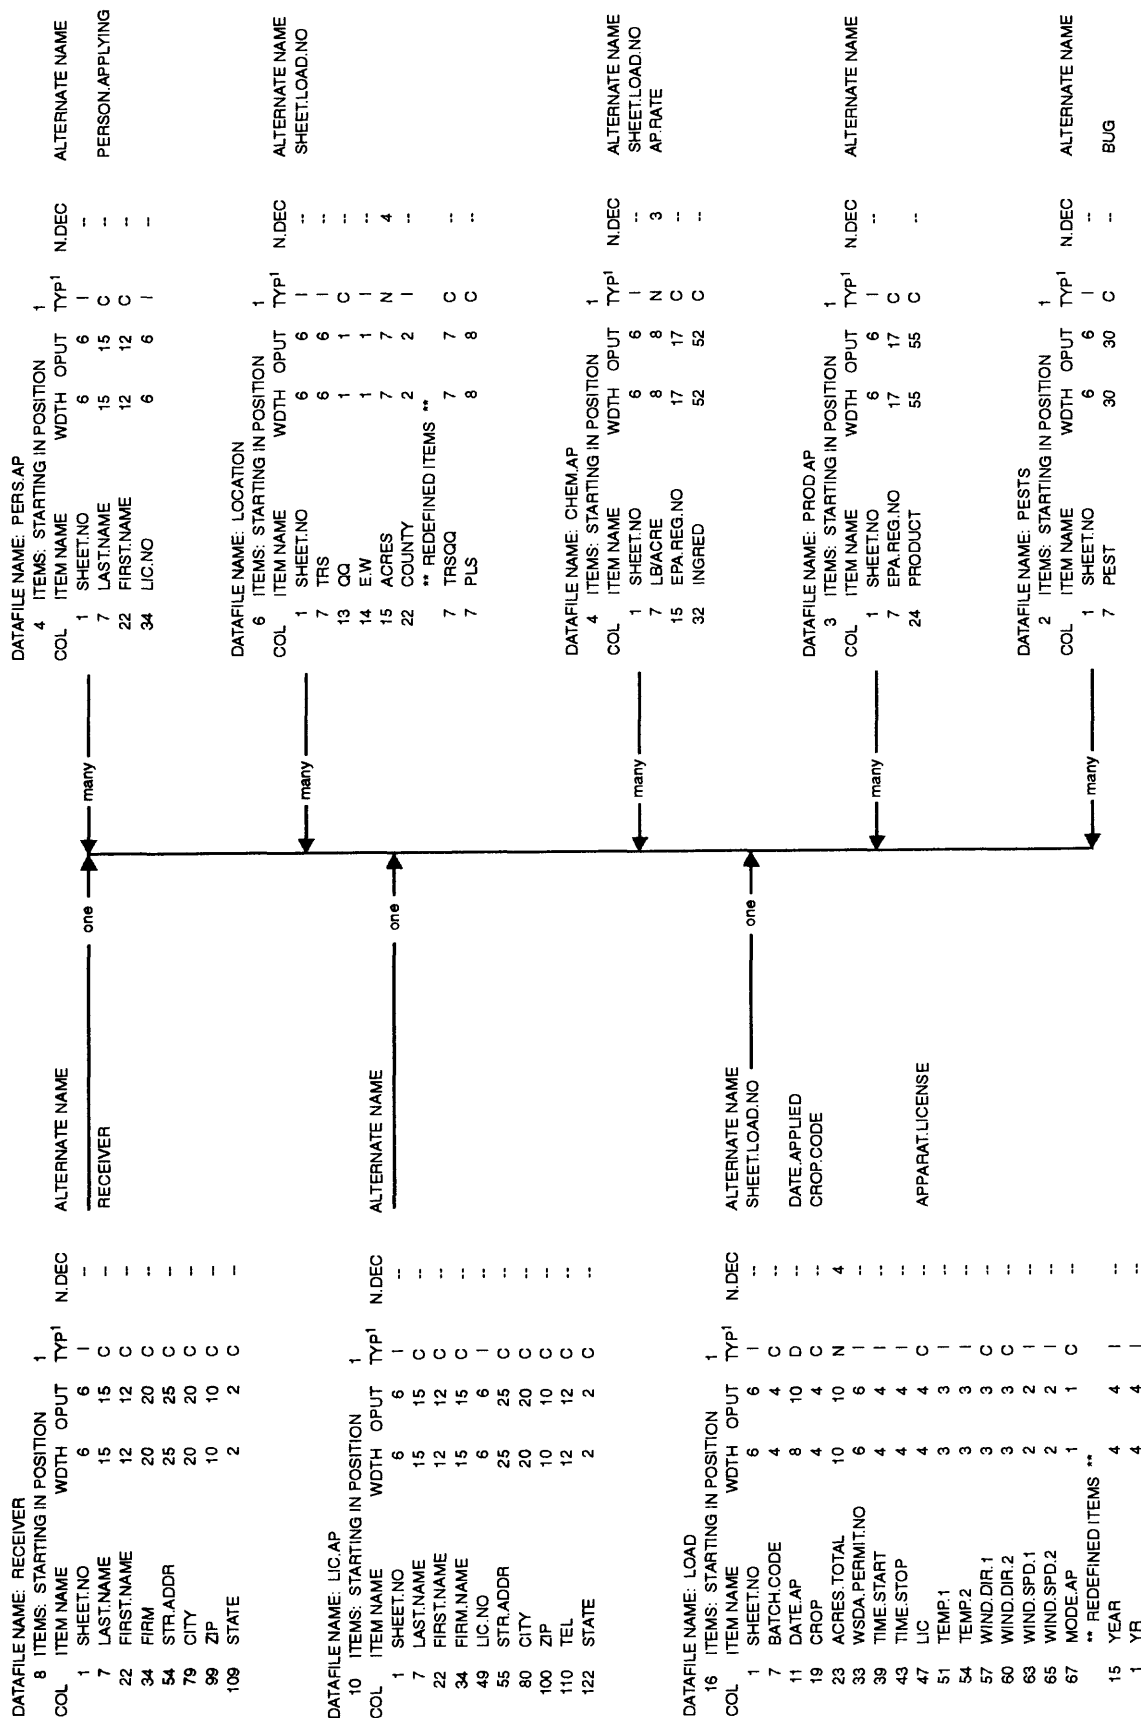 DATAFILE NAME: RECEIVER
8 ITEMS: STARTING IN POSITION 1
COL ITEM NAME WDTH OPUT TYP¹ N.DEC ALTERNATE NAME
1 SHEET.NO 6 6 I --
7 LAST.NAME 15 15 C -- RECEIVER
22 FIRST.NAME 12 12 C --
34 FIRM 20 20 C --
54 STR.ADDR 25 25 C --
79 CITY 20 20 C --
99 ZIP 10 10 C --
109 STATE 2 2 C --
one
many
DATAFILE NAME: PERS.AP
4 ITEMS: STARTING IN POSITION 1
COL ITEM NAME WDTH OPUT TYP¹ N.DEC ALTERNATE NAME
1 SHEET.NO 6 6 I --
7 LAST.NAME 15 15 C -- PERSON.APPLYING
22 FIRST.NAME 12 12 C --
34 LIC.NO 6 6 I --
many
DATAFILE NAME: LOCATION
6 ITEMS: STARTING IN POSITION 1
COL ITEM NAME WDTH OPUT TYP¹ N.DEC ALTERNATE NAME
1 SHEET.NO 6 6 I -- SHEET.LOAD.NO
7 TRS 6 6 I --
13 QQ 1 1 C --
14 E.W 1 1 I --
15 ACRES 7 7 N 4
22 COUNTY 2 2 I --
** REDEFINED ITEMS **
7 TRSQQ 7 7 C --
7 PLS 8 8 C --
DATAFILE NAME: LIC.AP
10 ITEMS: STARTING IN POSITION 1
COL ITEM NAME WDTH OPUT TYP¹ N.DEC ALTERNATE NAME
1 SHEET.NO 6 6 I --
7 LAST.NAME 15 15 C --
22 FIRST.NAME 12 12 C --
34 FIRM.NAME 15 15 C --
49 LIC.NO 6 6 I --
55 STR.ADDR 25 25 C --
80 CITY 20 20 C --
100 ZIP 10 10 C --
110 TEL 12 12 C --
122 STATE 2 2 C --
one
many
DATAFILE NAME: CHEM.AP
4 ITEMS: STARTING IN POSITION 1
COL ITEM NAME WDTH OPUT TYP¹ N.DEC ALTERNATE NAME
1 SHEET.NO 6 6 I -- SHEET.LOAD.NO
7 LB/ACRE 8 8 N 3 AP.RATE
15 EPA.REG.NO 17 17 C --
32 INGRED 52 52 C --
DATAFILE NAME: LOAD
16 ITEMS: STARTING IN POSITION 1
COL ITEM NAME WDTH OPUT TYP¹ N.DEC ALTERNATE NAME
1 SHEET.NO 6 6 I -- SHEET.LOAD.NO
7 BATCH.CODE 4 4 C --
11 DATE.AP 8 10 D -- DATE.APPLIED
19 CROP 4 4 C -- CROP.CODE
23 ACRES.TOTAL 10 10 N 4
33 WSDA.PERMIT.NO 6 6 I --
39 TIME.START 4 4 I --
43 TIME.STOP 4 4 I --
47 LIC 4 4 C -- APPARAT.LICENSE
51 TEMP.1 3 3 I --
54 TEMP.2 3 3 I --
57 WIND.DIR.1 3 3 C --
60 WIND.DIR.2 3 3 C --
63 WIND.SPD.1 2 2 I --
65 WIND.SPD.2 2 2 I --
67 MODE.AP 1 1 C --
** REDEFINED ITEMS **
15 YEAR 4 4 I --
1 YR 4 4 I --
one
many
DATAFILE NAME: PROD.AP
3 ITEMS: STARTING IN POSITION 1
COL ITEM NAME WDTH OPUT TYP¹ N.DEC ALTERNATE NAME
1 SHEET.NO 6 6 I --
7 EPA.REG.NO 17 17 C
24 PRODUCT 55 55 C --
many
DATAFILE NAME: PESTS
2 ITEMS: STARTING IN POSITION 1
COL ITEM NAME WDTH OPUT TYP¹ N.DEC ALTERNATE NAME
1 SHEET.NO 6 6 I --
7 PEST 30 30 C -- BUG